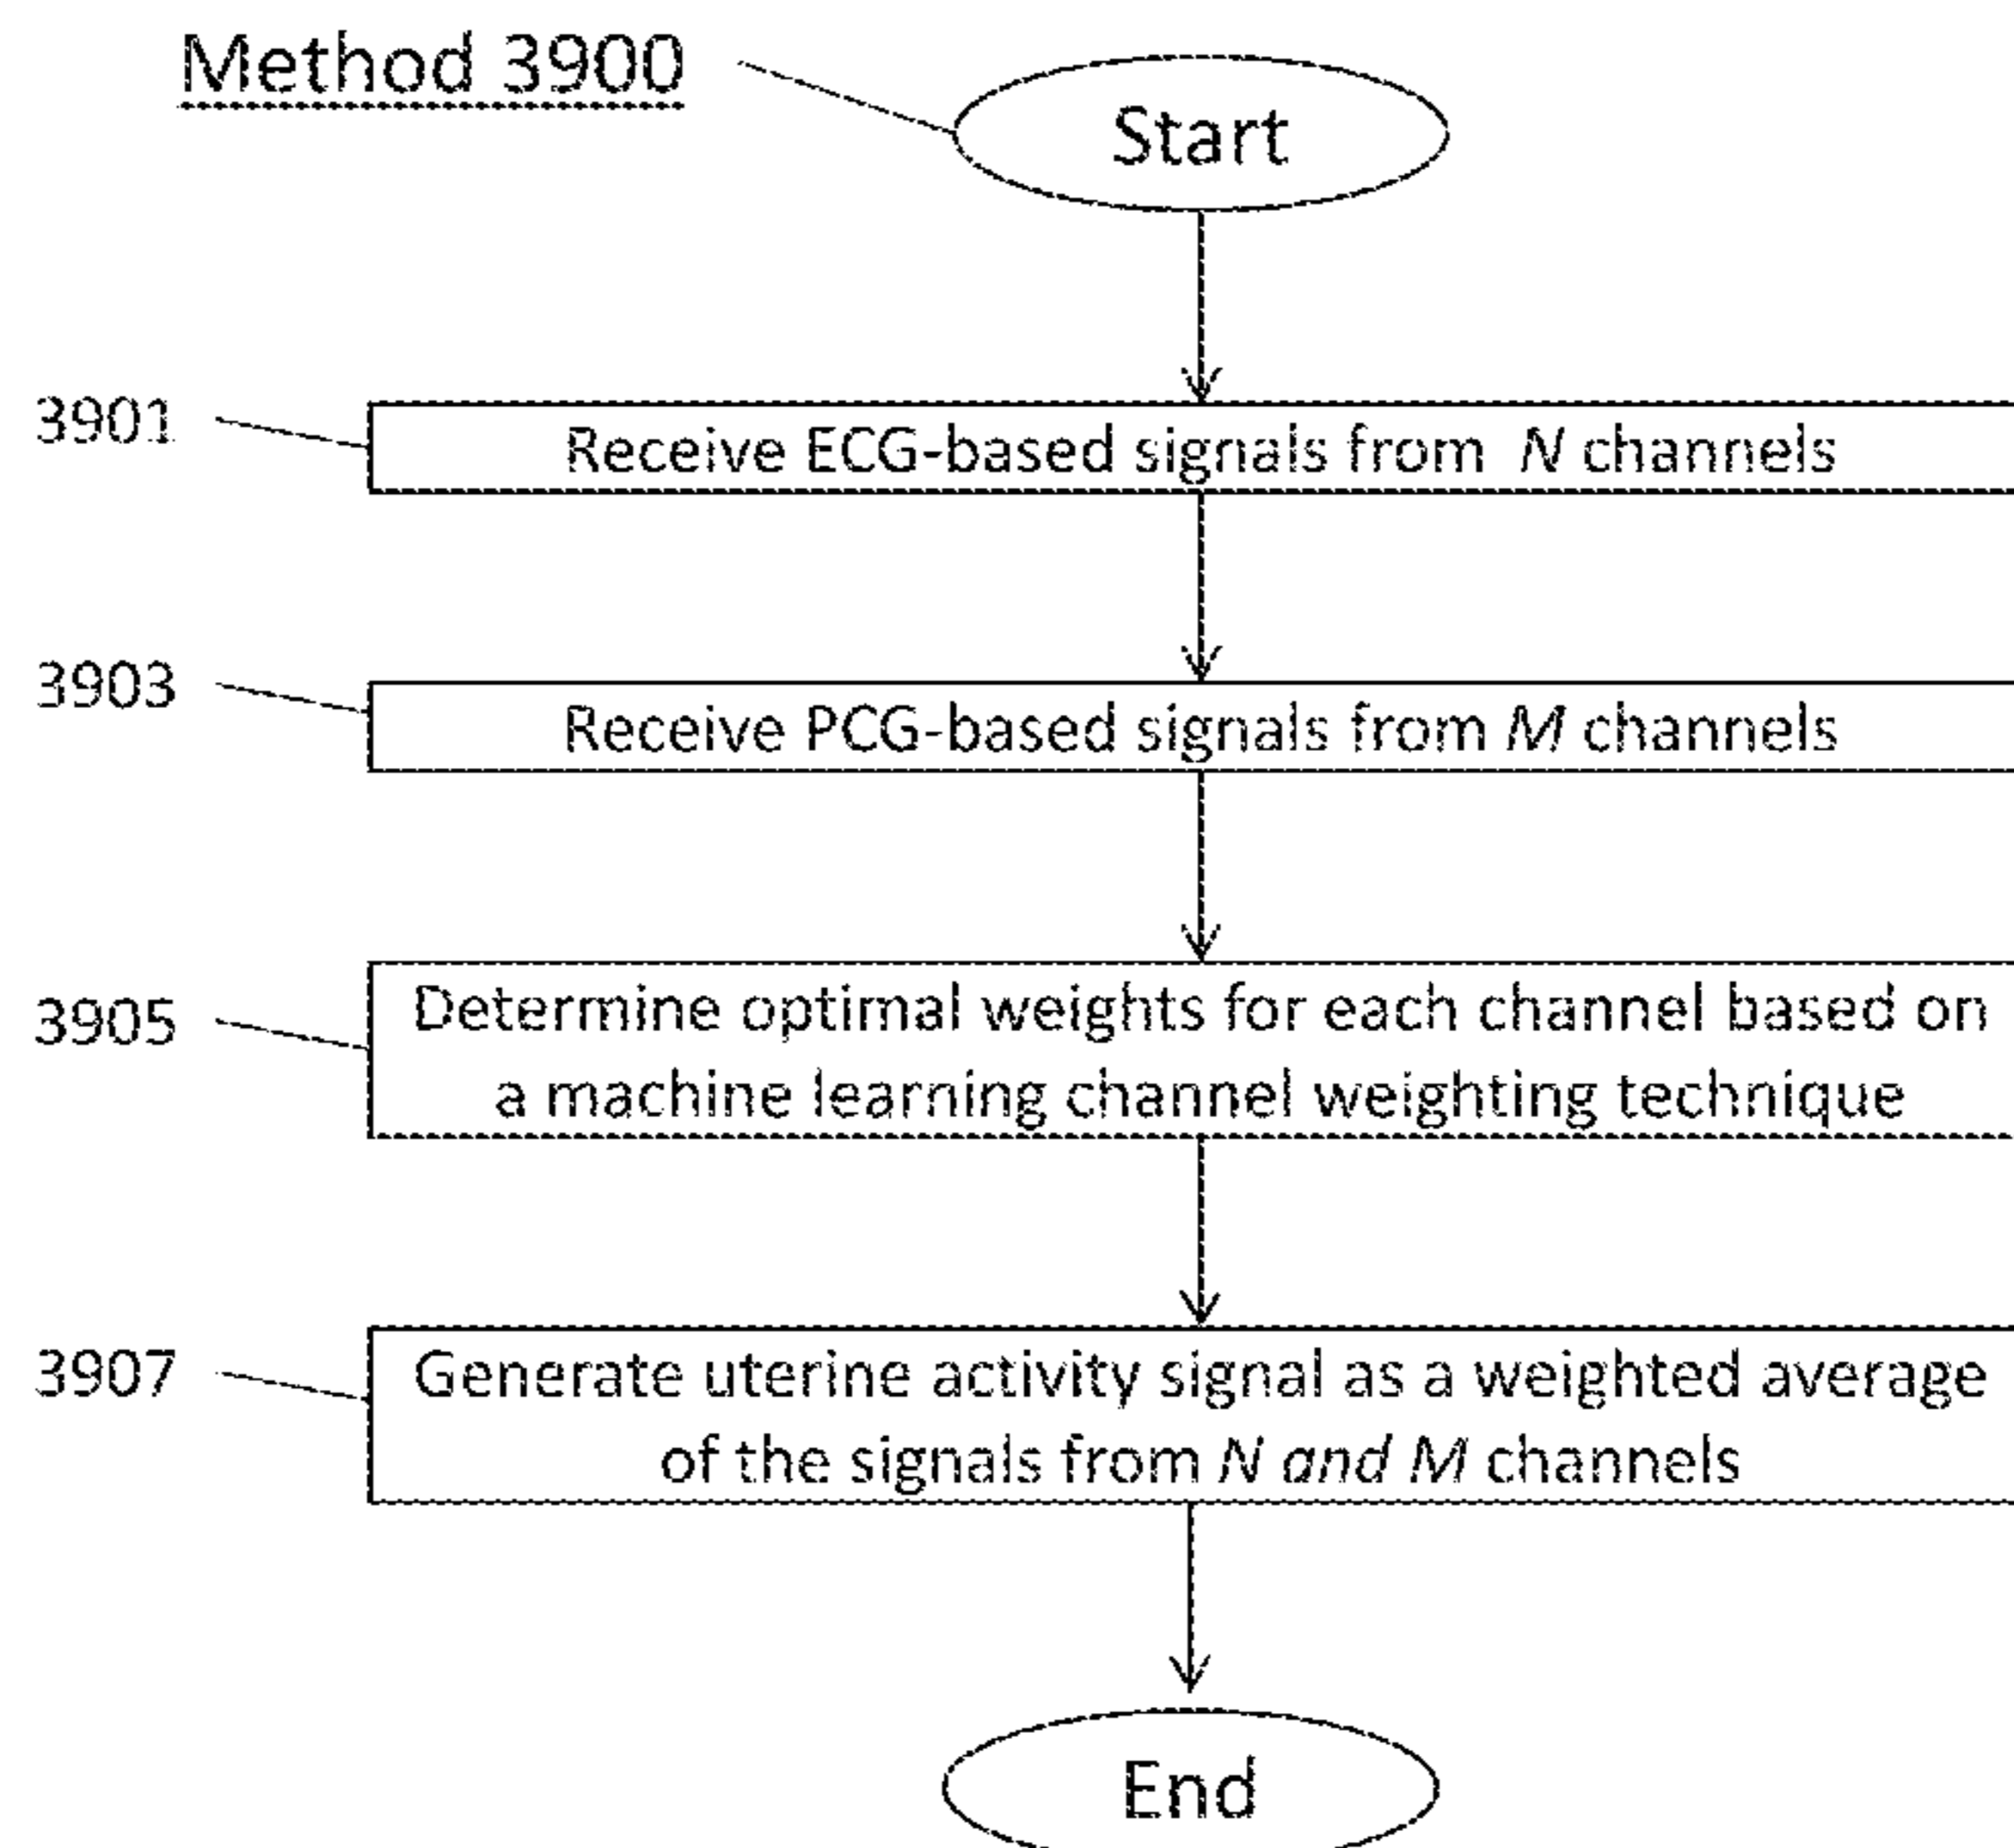 Method 3900
Start
3901
Receive ECG-based signals from N channels
3903
Receive PCG-based signals from M channels
3905
Determine optimal weights for each channel based on
a machine learning channel weighting technique
3907
Generate uterine activity signal as a weighted average
of the signals from N and M channels
End